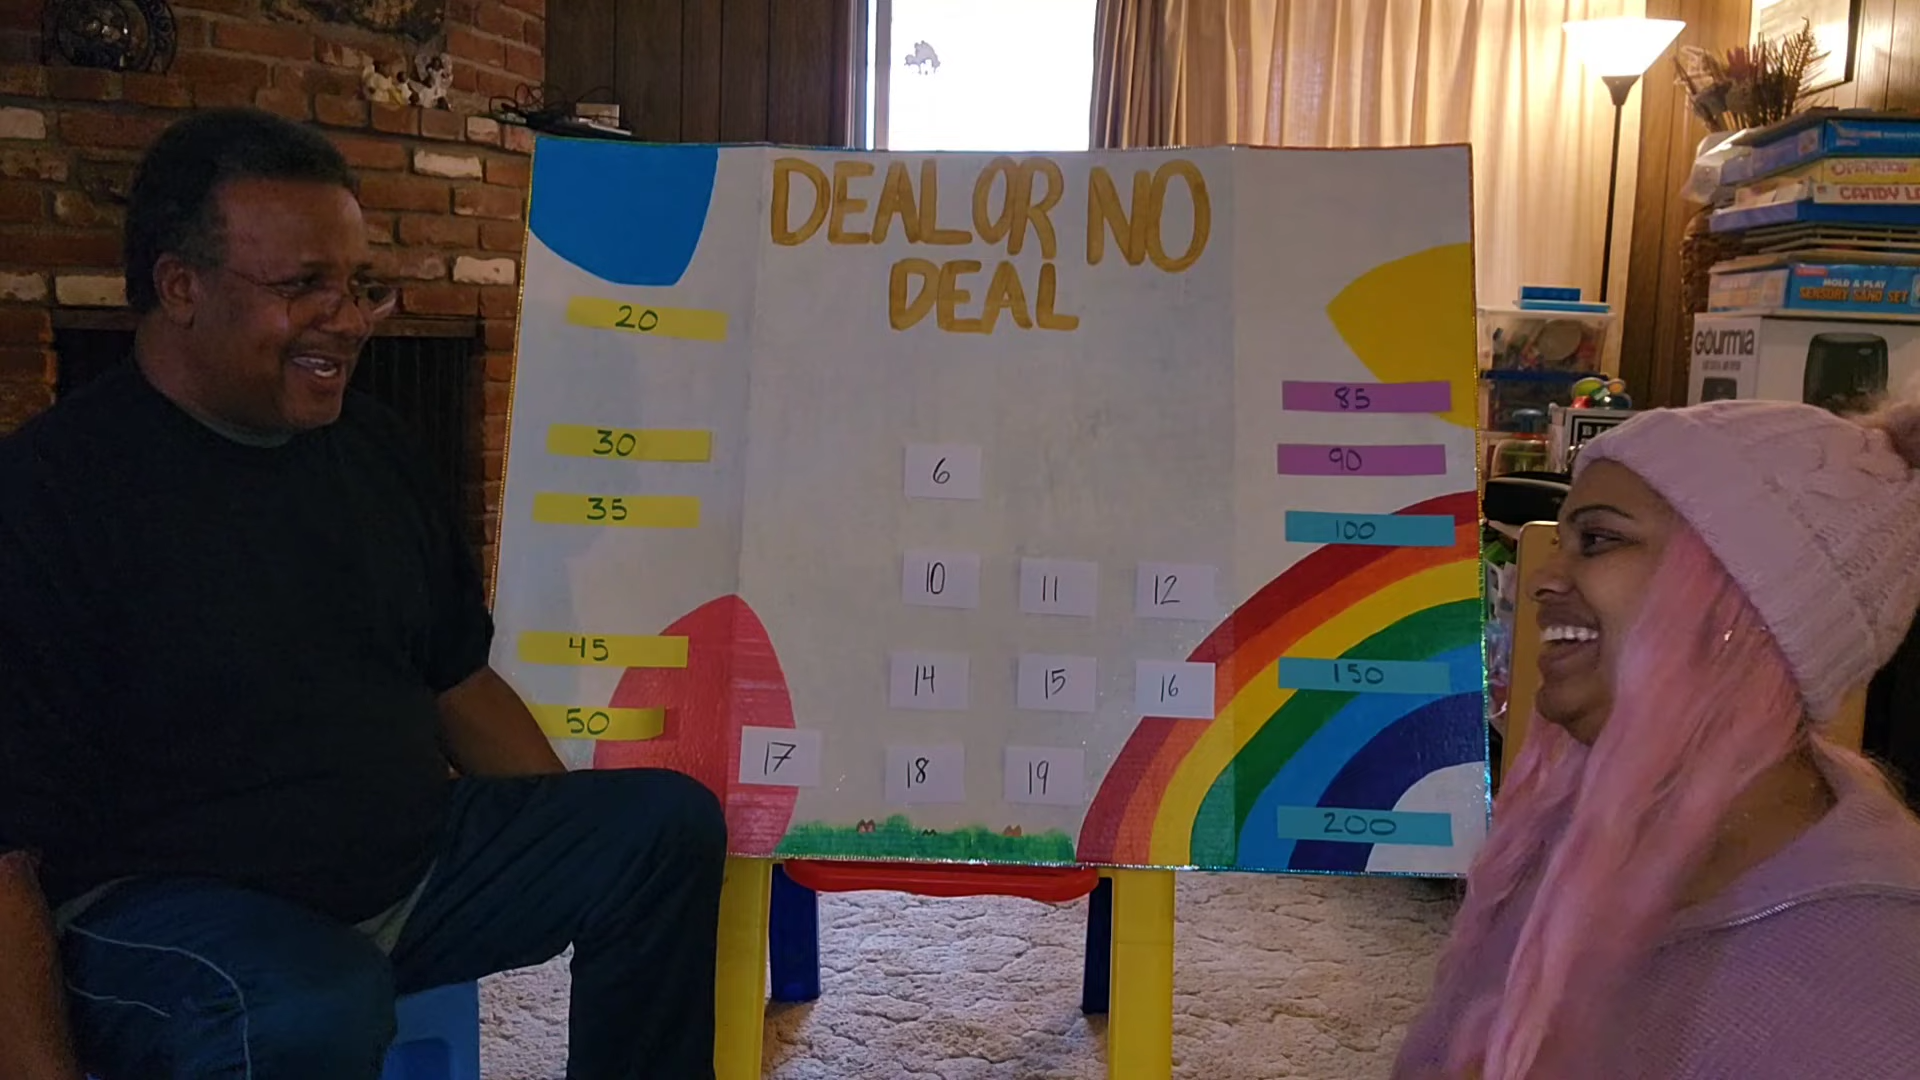 DEAL OR NO
DEAL
20
30
35
45
50
6
10 11 12
14 15 16
17 18 19
85
90
100
150
200
OPERATION
CANDY
MOLD & PLAY
SENSORY SAND SET
gourmia